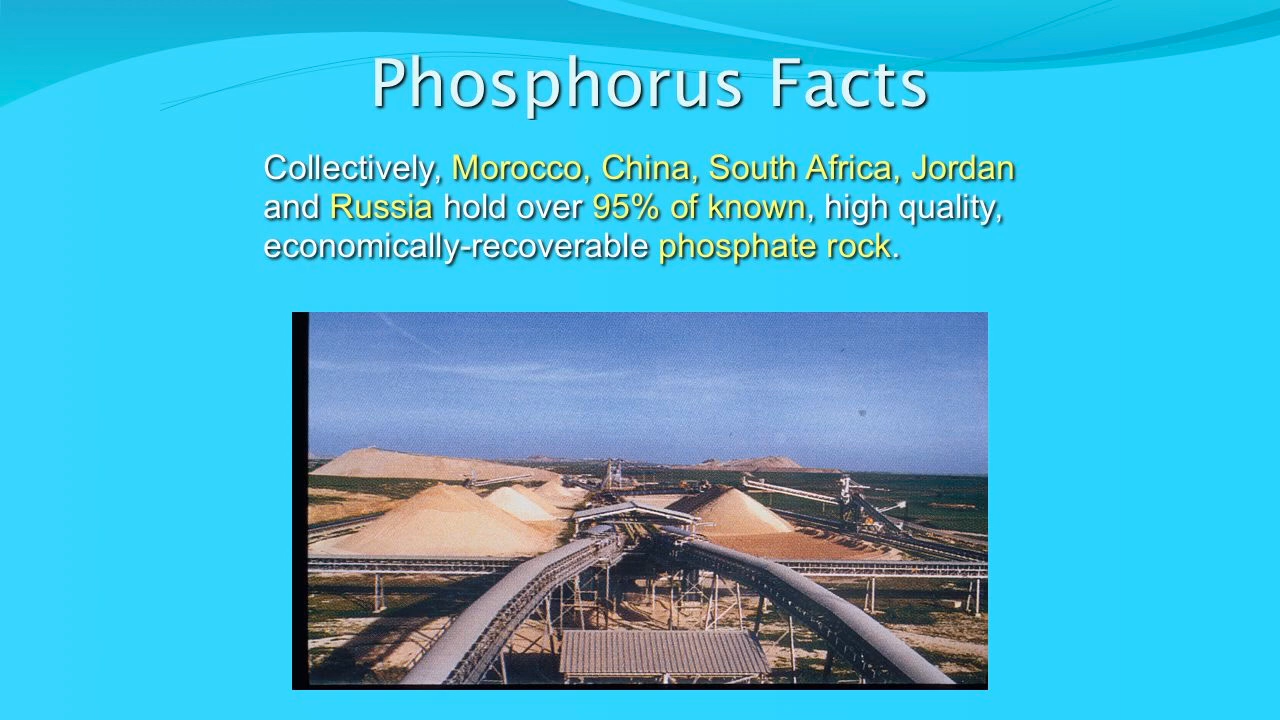 Phosphorus Facts
Collectively, Morocco, China, South Africa, Jordan
and Russia hold over 95% of known, high quality,
economically-recoverable phosphate rock.